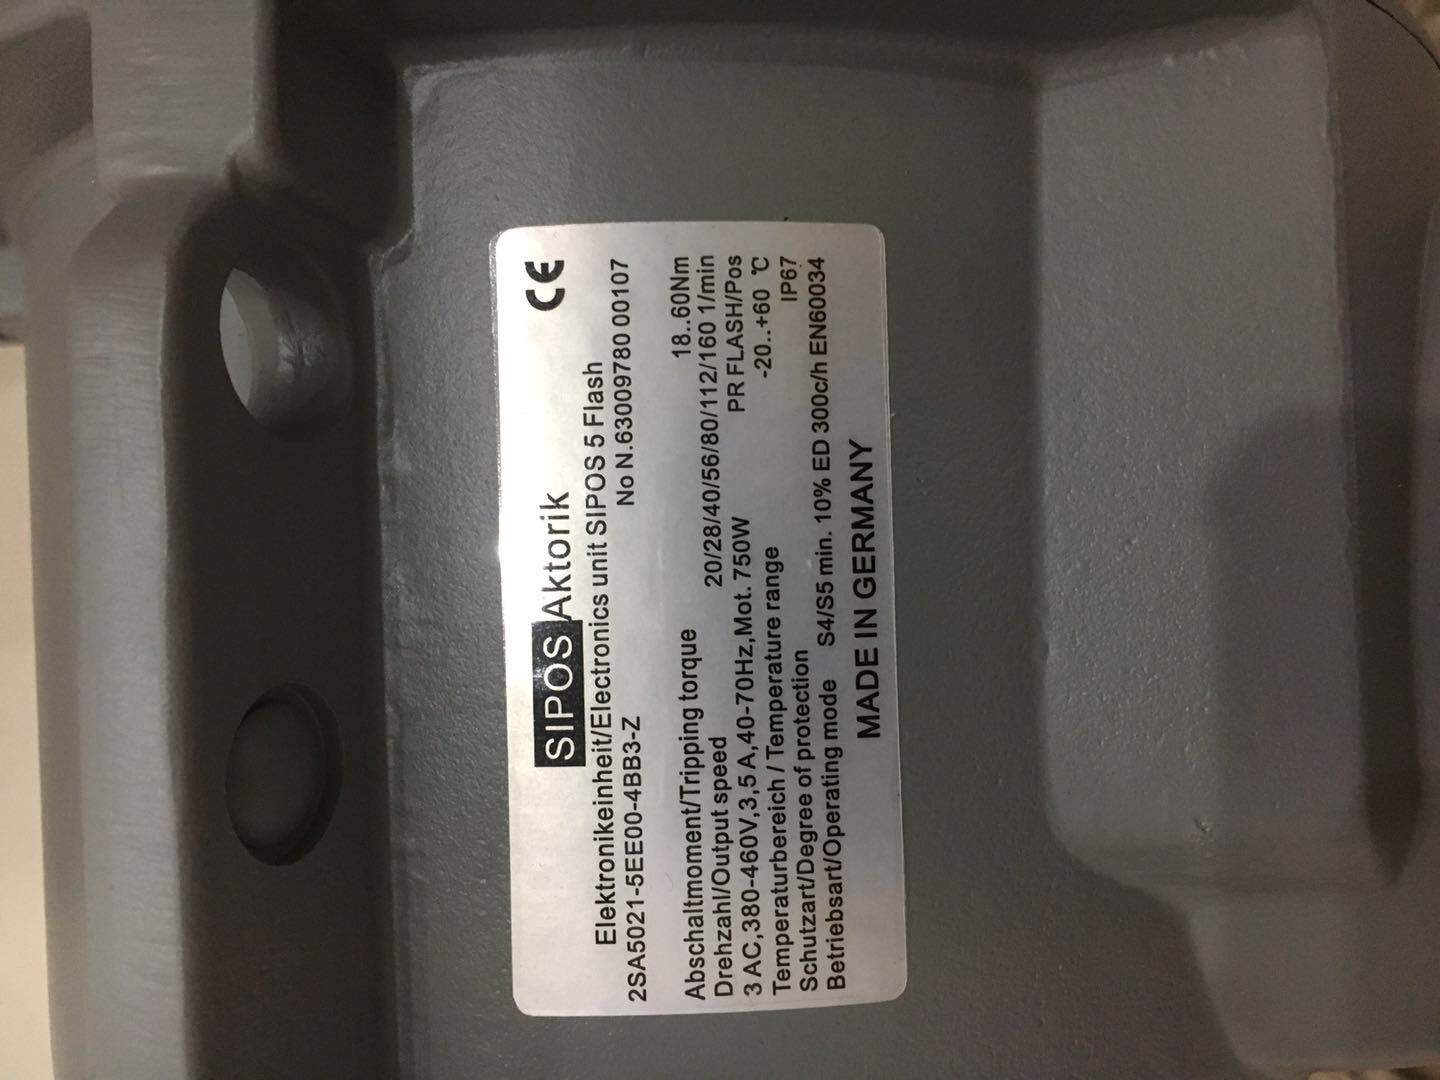 SIPOS Aktorik CE
Elektronikeinheit/Electronics unit SIPOS 5 Flash
2SA5021-5EE00-4BB3-Z No N.63009780 00107
Abschaltmoment/Tripping torque 18..60Nm
Drehzahl/Output speed 20/28/40/56/80/112/160 1/min
3 AC,380-460V,3,5 A,40-70Hz,Mot.750W PR FLASH/Pos
Temperaturbereich / Temperature range -20..+60 ℃
Schutzart/Degree of protection IP67
Betriebsart/Operating mode S4/S5 min. 10% ED 300c/h EN60034
MADE IN GERMANY